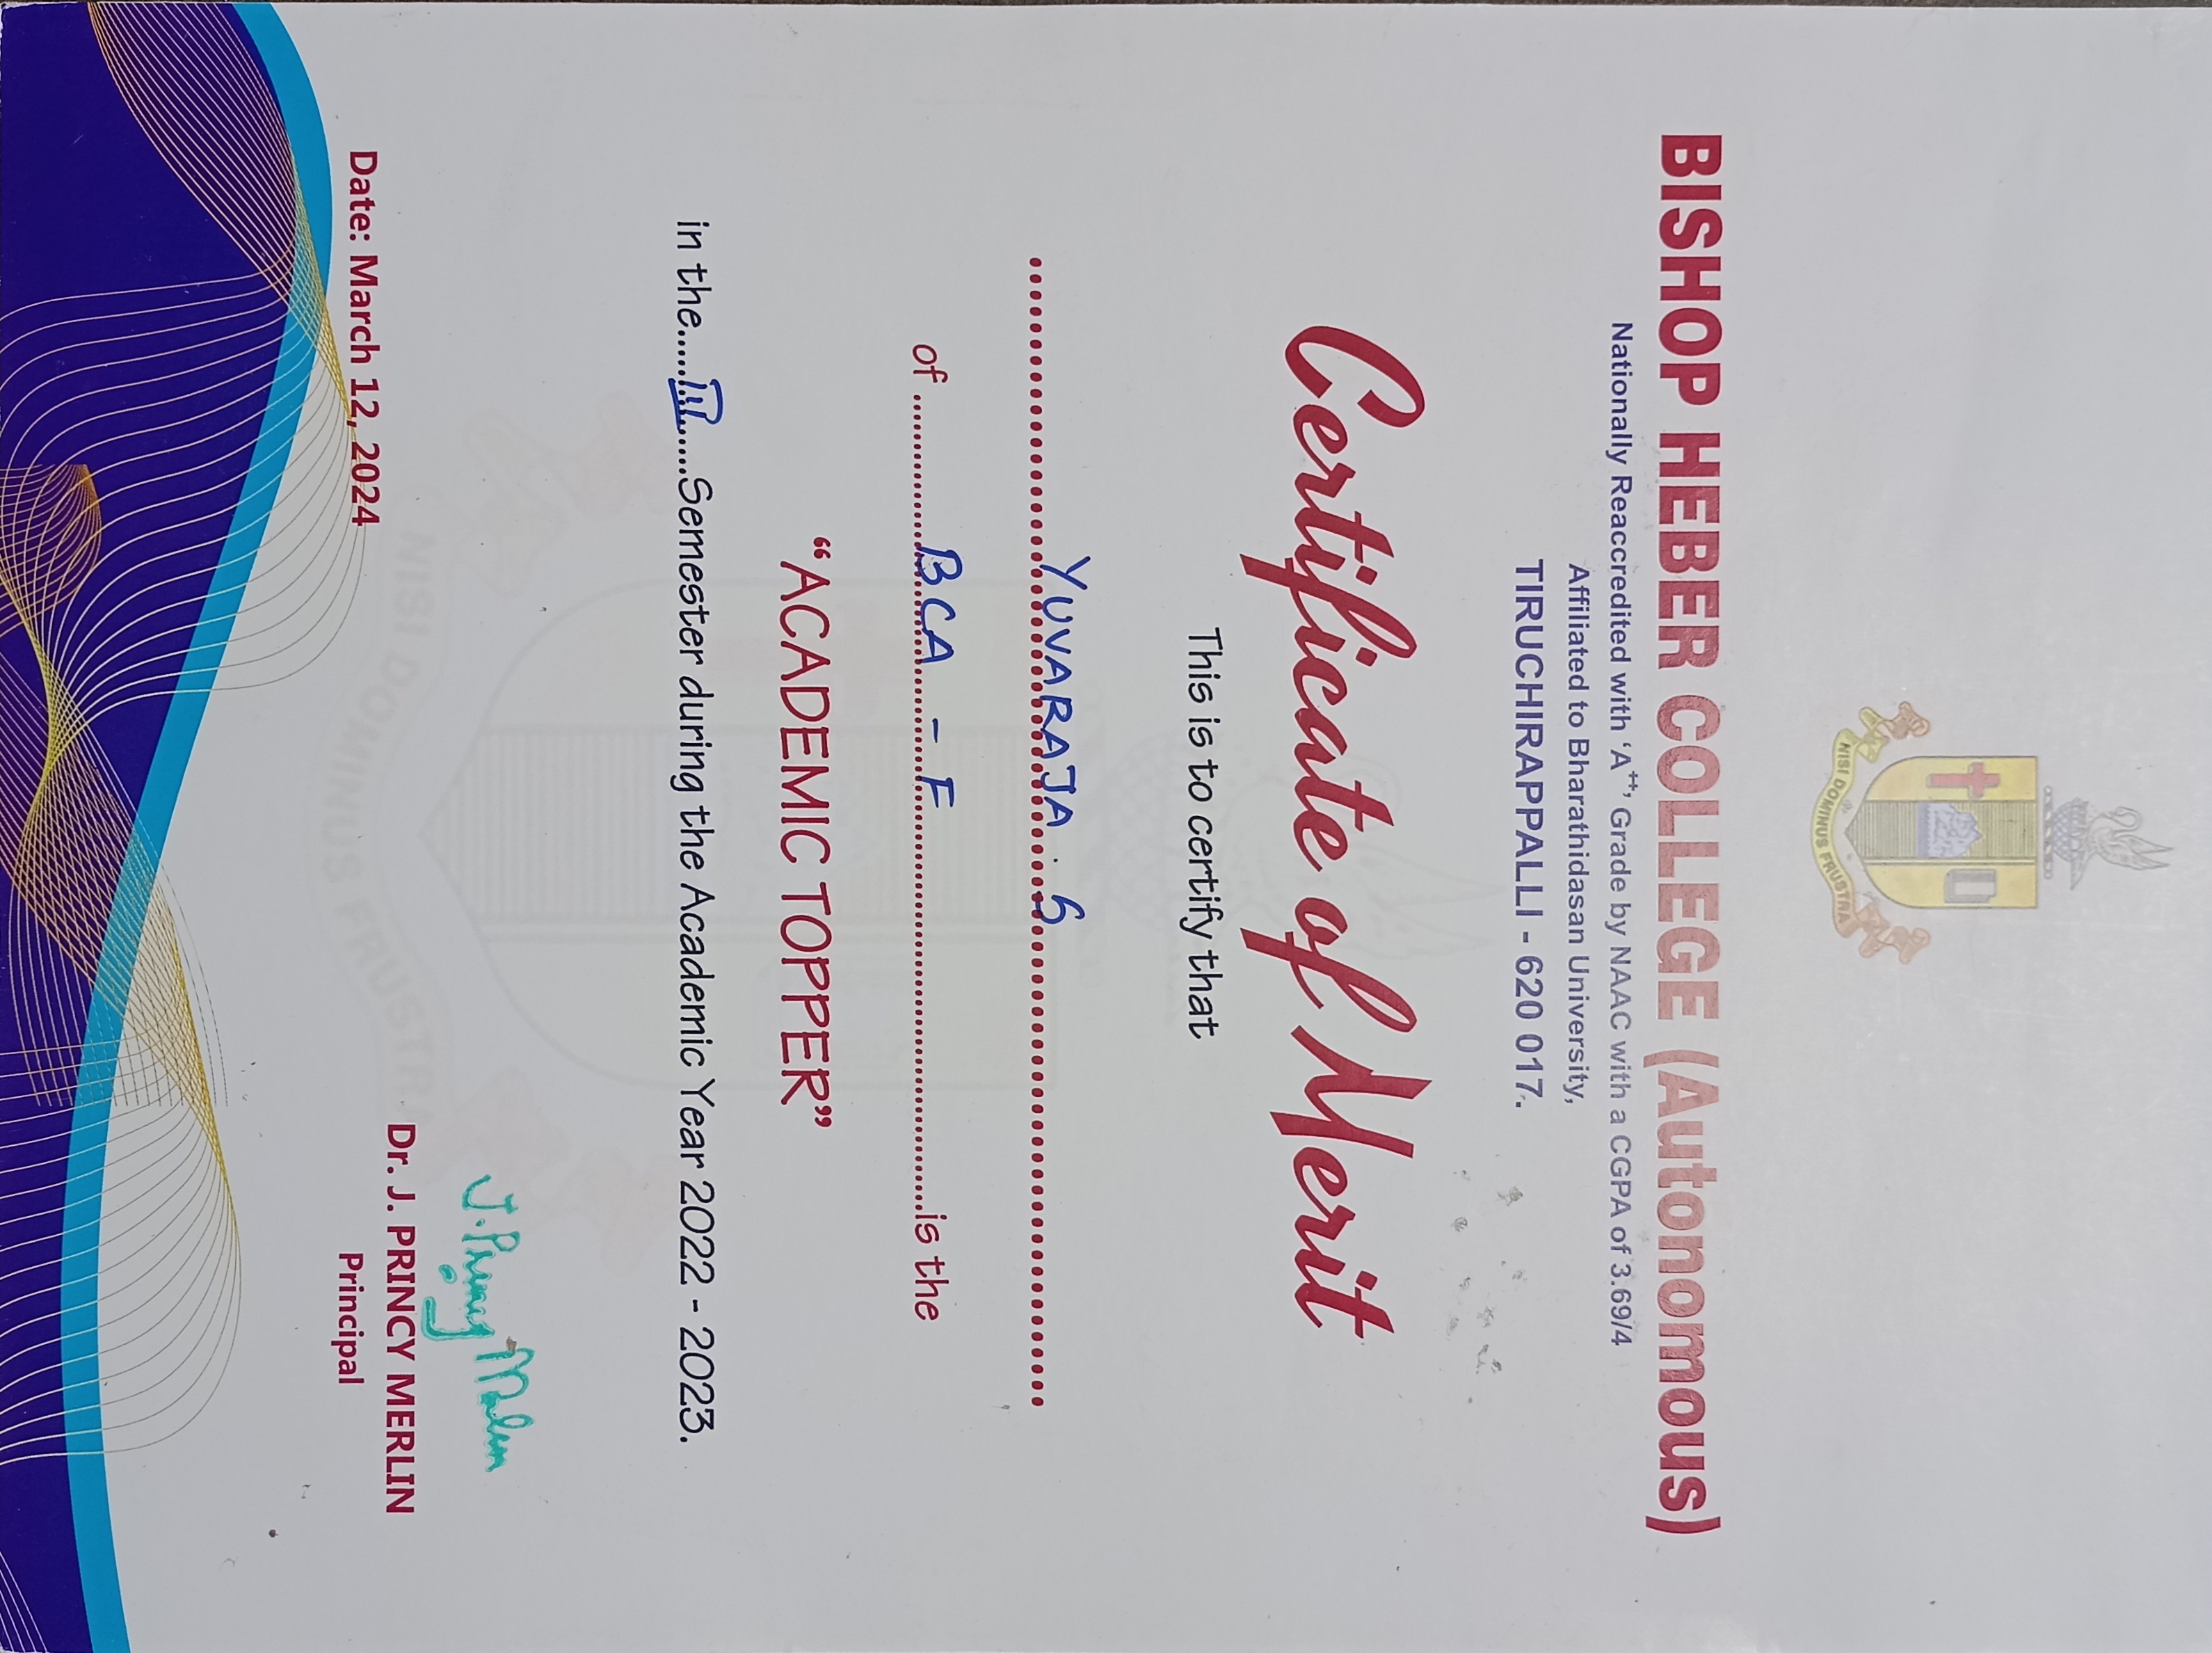 NISI DOMINUS FRUSTRA
BISHOP HEBER COLLEGE (Autonomous)
Nationally Reaccredited with ‘A++’ Grade by NAAC with a CGPA of 3.69/4
Affiliated to Bharathidasan University,
TIRUCHIRAPPALLI - 620 017.
Certificate of Merit
This is to certify that
YUVARAJA . S
of BCA - F is the
“ACADEMIC TOPPER”
in the III Semester during the Academic Year 2022 - 2023.
J. Princy Merlin
Dr. J. PRINCY MERLIN
Principal
Date: March 12, 2024
NISI DOMINUS FRUSTRA